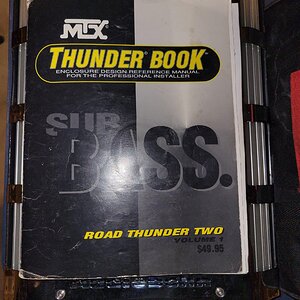 MTX
THUNDER® BOOK™
ENCLOSURE DESIGN REFERENCE MANUAL
FOR THE PROFESSIONAL INSTALLER
SUB
BASS.
ROAD THUNDER TWO
VOLUME 1
$49.95